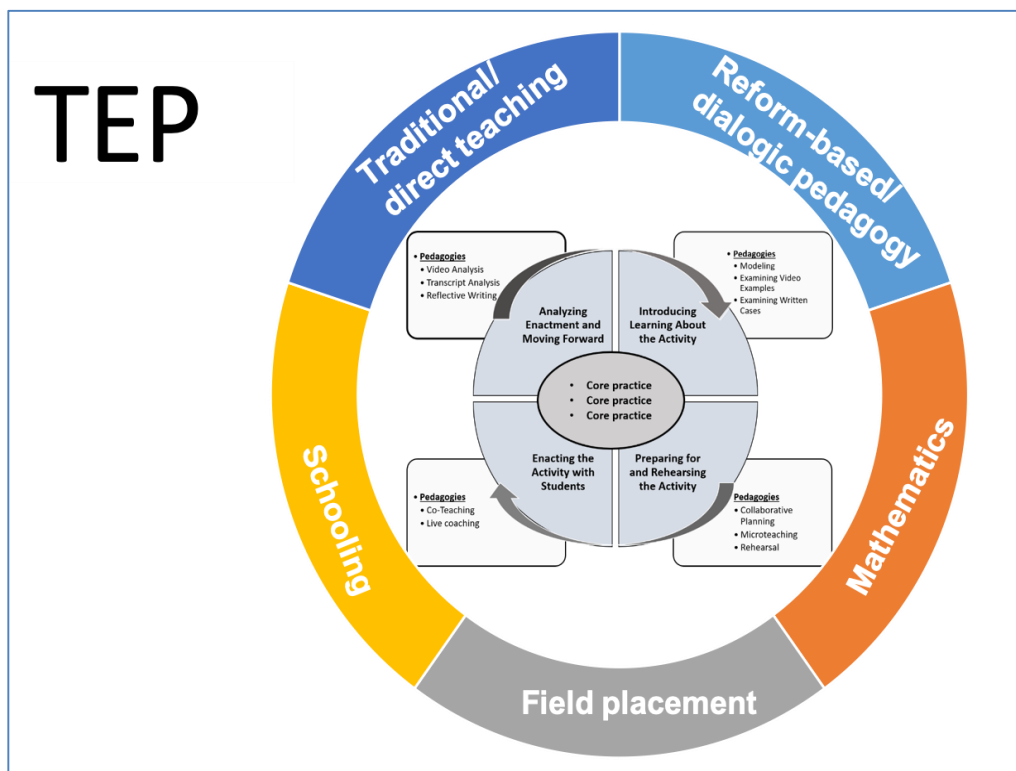 TEP
Traditional/
direct teaching
Reform-based/
dialogic pedagogy
• Pedagogies
• Video Analysis
• Transcript Analysis
• Reflective Writing
• Pedagogies
• Modeling
• Examining Video
Examples
• Examining Written
Cases
Analyzing
Enactment and
Moving Forward
Introducing
Learning About
the Activity
• Core practice
• Core practice
• Core practice
Enacting the
Activity with
Students
Preparing for
and Rehearsing
the Activity
• Pedagogies
• Co-Teaching
• Live coaching
Pedagogies
• Collaborative
Planning
• Microteaching
• Rehearsal
Schooling
Mathematics
Field placement